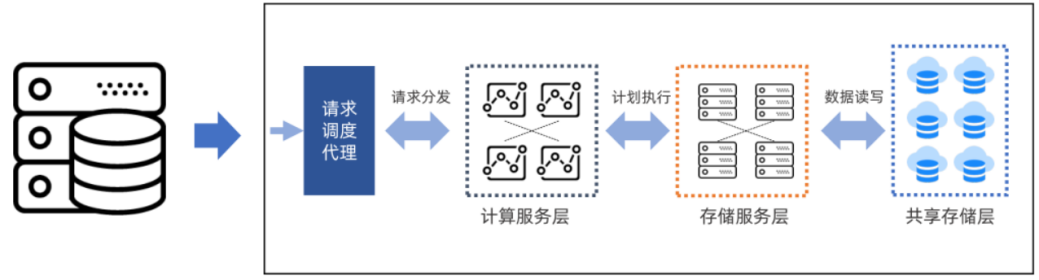 请求
调度
代理
请求分发
计算服务层
计划执行
存储服务层
数据读写
共享存储层